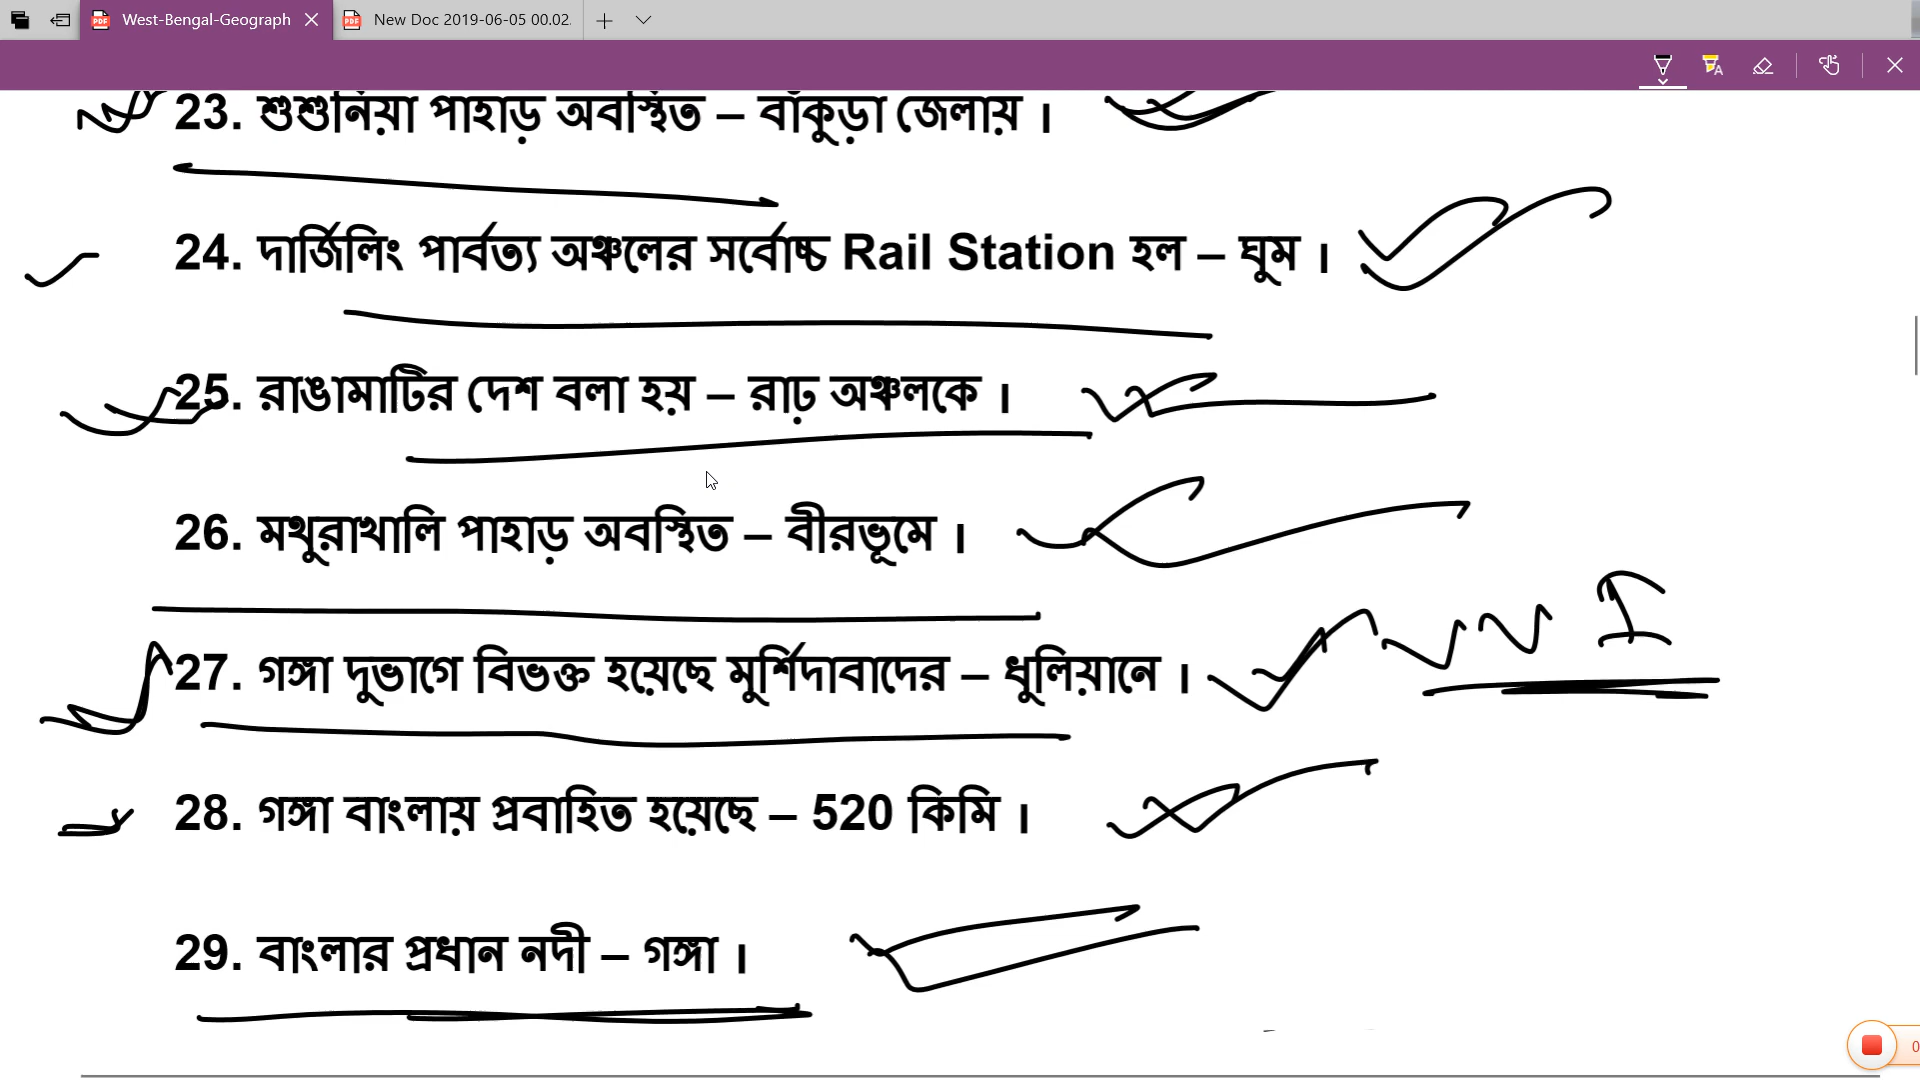 West-Bengal-Geograph
New Doc 2019-06-05 00.02.
23. শুশুনিয়া পাহাড় অবস্থিত – বাঁকুড়া জেলায় ।
24. দার্জিলিং পার্বত্য অঞ্চলের সর্বোচ্চ Rail Station হল – ঘুম ।
25. রাঙামাটির দেশ বলা হয় – রাঢ় অঞ্চলকে ।
26. মথুরাখালি পাহাড় অবস্থিত – বীরভূমে ।
27. গঙ্গা দুভাগে বিভক্ত হয়েছে মুর্শিদাবাদের – ধুলিয়ানে ।
28. গঙ্গা বাংলায় প্রবাহিত হয়েছে – 520 কিমি ।
29. বাংলার প্রধান নদী – গঙ্গা ।